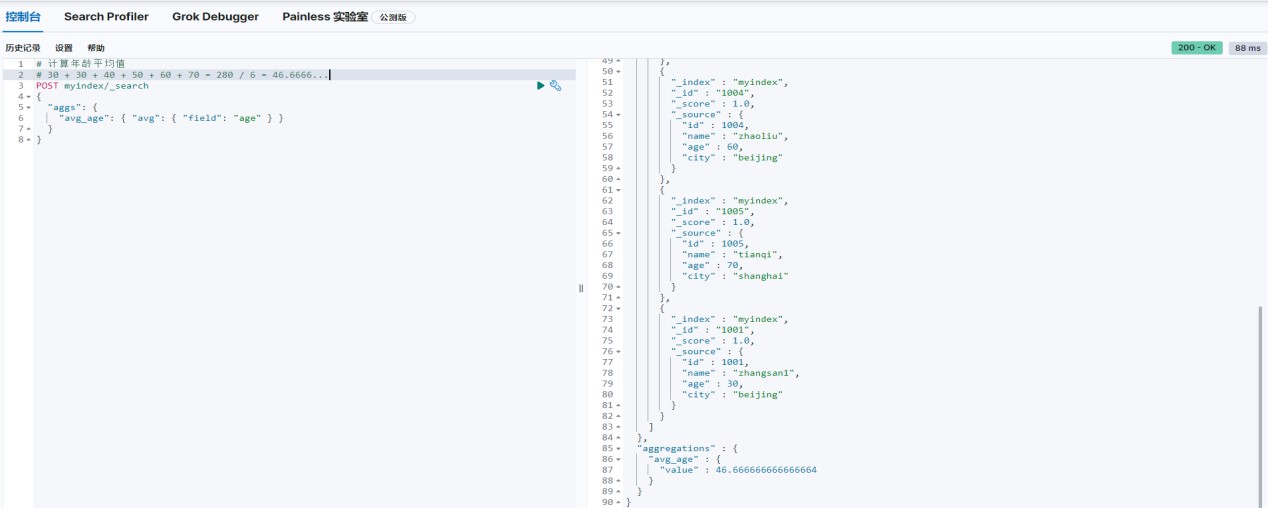 控制台 Search Profiler Grok Debugger Painless 实验室 公测版
历史记录 设置 帮助
200 - OK 88 ms
1 # 计算年龄平均值
2 # 30 + 30 + 40 + 50 + 60 + 70 = 280 / 6 = 46.6666...
3 POST myindex/_search
4 {
5 "aggs": {
6 "avg_age": { "avg": { "field": "age" } }
7 }
8 }
49 },
50 {
51 "_index" : "myindex",
52 "_id" : "1004",
53 "_score" : 1.0,
54 "_source" : {
55 "id" : 1004,
56 "name" : "zhaoliu",
57 "age" : 60,
58 "city" : "beijing"
59 }
60 },
61 {
62 "_index" : "myindex",
63 "_id" : "1005",
64 "_score" : 1.0,
65 "_source" : {
66 "id" : 1005,
67 "name" : "tianqi",
68 "age" : 70,
69 "city" : "shanghai"
70 }
71 },
72 {
73 "_index" : "myindex",
74 "_id" : "1001",
75 "_score" : 1.0,
76 "_source" : {
77 "id" : 1001,
78 "name" : "zhangsan1",
79 "age" : 30,
80 "city" : "beijing"
81 }
82 }
83 ]
84 },
85 "aggregations" : {
86 "avg_age" : {
87 "value" : 46.666666666666664
88 }
89 }
90 }